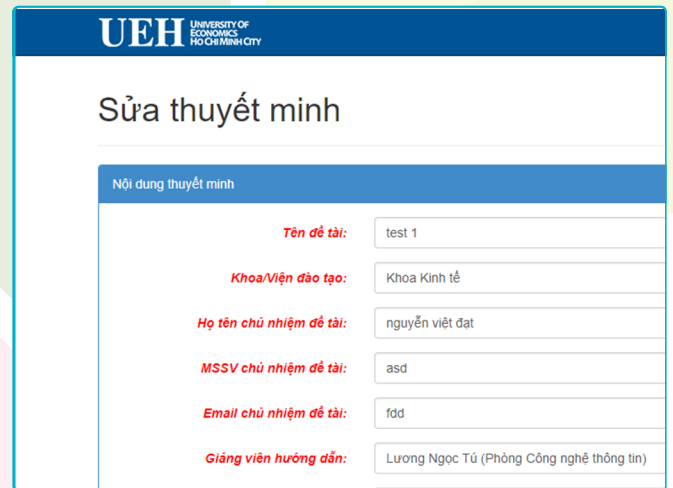 UEH UNIVERSITY OF
ECONOMICS
HO CHI MINH CITY
Sửa thuyết minh
Nội dung thuyết minh
Tên đề tài: test 1
Khoa/Viện đào tạo: Khoa Kinh tế
Họ tên chủ nhiệm đề tài: nguyễn việt đạt
MSSV chủ nhiệm đề tài: asd
Email chủ nhiệm đề tài: fdd
Giảng viên hướng dẫn: Lương Ngọc Tú (Phòng Công nghệ thông tin)